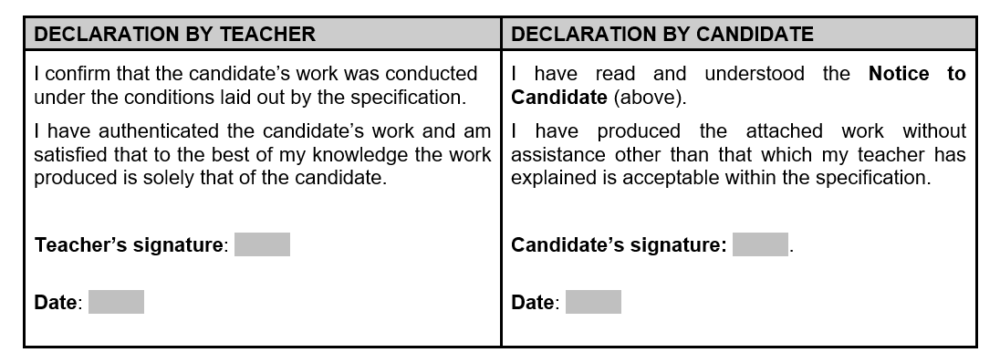 DECLARATION BY TEACHER
I confirm that the candidate’s work was conducted
under the conditions laid out by the specification.
I have authenticated the candidate’s work and am
satisfied that to the best of my knowledge the work
produced is solely that of the candidate.
Teacher’s signature:
Date:
DECLARATION BY CANDIDATE
I have read and understood the Notice to
Candidate (above).
I have produced the attached work without
assistance other than that which my teacher has
explained is acceptable within the specification.
Candidate’s signature: .
Date: